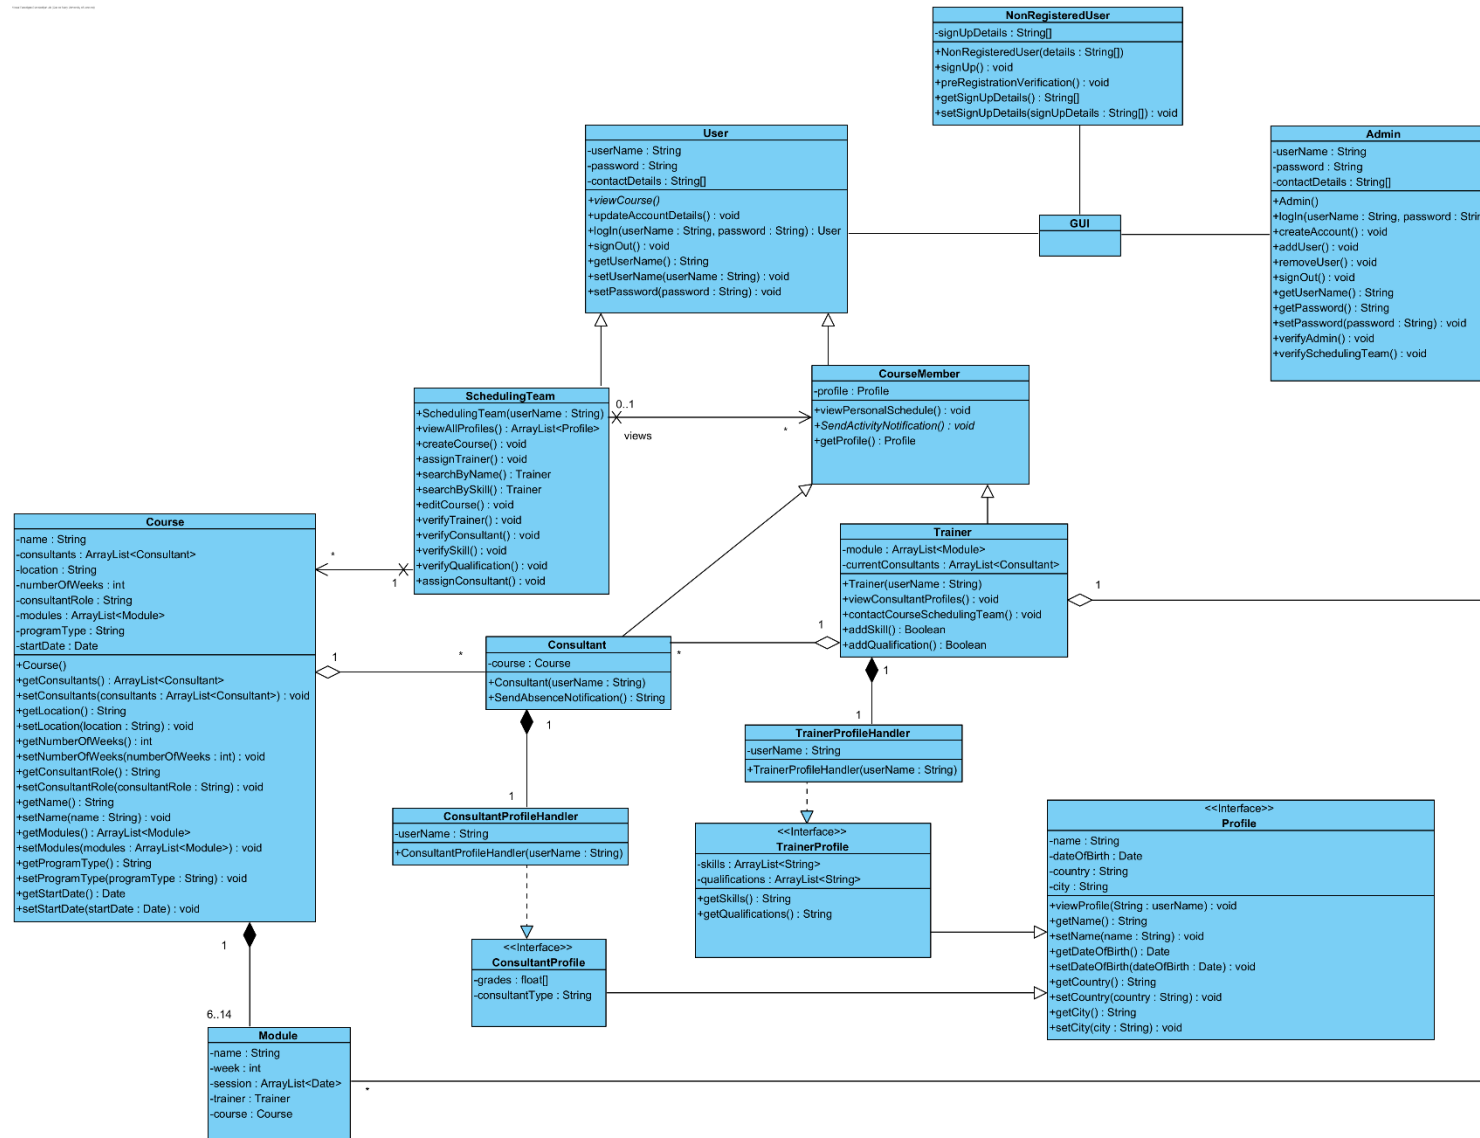 NonRegisteredUser
-signUpDetails : String[]
+NonRegisteredUser(details : String[])
+signUp() : void
+preRegistrationVerification() : void
+getSignUpDetails() : String[]
+setSignUpDetails(signUpDetails : String[]) : void
User
-userName : String
-password : String
-contactDetails : String[]
+viewCourse()
+updateAccountDetails() : void
+logIn(userName : String, password : String) : User
+signOut() : void
+getUserName() : String
+setUserName(userName : String) : void
+setPassword(password : String) : void
GUI
Admin
-userName : String
-password : String
-contactDetails : String[]
+Admin()
+logIn(userName : String, password : Strin
+createAccount() : void
+addUser() : void
+removeUser() : void
+signOut() : void
+getUserName() : String
+getPassword() : String
+setPassword(password : String) : void
+verifyAdmin() : void
+verifySchedulingTeam() : void
SchedulingTeam
+SchedulingTeam(userName : String)
+viewAllProfiles() : ArrayList<Profile>
+createCourse() : void
+assignTrainer() : void
+searchByName() : Trainer
+searchBySkill() : Trainer
+editCourse() : void
+verifyTrainer() : void
+verifyConsultant() : void
+verifySkill() : void
+verifyQualification() : void
+assignConsultant() : void
0..1
views
*
CourseMember
-profile : Profile
+viewPersonalSchedule() : void
+SendActivityNotification() : void
+getProfile() : Profile
Course
-name : String
-consultants : ArrayList<Consultant>
-location : String
-numberOfWeeks : int
-consultantRole : String
-modules : ArrayList<Module>
-programType : String
-startDate : Date
+Course()
+getConsultants() : ArrayList<Consultant>
+setConsultants(consultants : ArrayList<Consultant>) : void
+getLocation() : String
+setLocation(location : String) : void
+getNumberOfWeeks() : int
+setNumberOfWeeks(numberOfWeeks : int) : void
+getConsultantRole() : String
+setConsultantRole(consultantRole : String) : void
+getName() : String
+setName(name : String) : void
+getModules() : ArrayList<Module>
+setModules(modules : ArrayList<Module>) : void
+getProgramType() : String
+setProgramType(programType : String) : void
+getStartDate() : Date
+setStartDate(startDate : Date) : void
*
1
1
*
Trainer
-module : ArrayList<Module>
-currentConsultants : ArrayList<Consultant>
+Trainer(userName : String)
+viewConsultantProfiles() : void
+contactCourseSchedulingTeam() : void
+addSkill() : Boolean
+addQualification() : Boolean
1
1
*
Consultant
-course : Course
+Consultant(userName : String)
+SendAbsenceNotification() : String
1
1
1
1
TrainerProfileHandler
-userName : String
+TrainerProfileHandler(userName : String)
ConsultantProfileHandler
-userName : String
+ConsultantProfileHandler(userName : String)
<<Interface>>
TrainerProfile
-skills : ArrayList<String>
-qualifications : ArrayList<String>
+getSkills() : String
+getQualifications() : String
<<Interface>>
Profile
-name : String
-dateOfBirth : Date
-country : String
-city : String
+viewProfile(String : userName) : void
+getName() : String
+setName(name : String) : void
+getDateOfBirth() : Date
+setDateOfBirth(dateOfBirth : Date) : void
+getCountry() : String
+setCountry(country : String) : void
+getCity() : String
+setCity(city : String) : void
<<Interface>>
ConsultantProfile
-grades : float[]
-consultantType : String
1
6..14
Module
-name : String
-week : int
-session : ArrayList<Date>
-trainer : Trainer
-course : Course
*